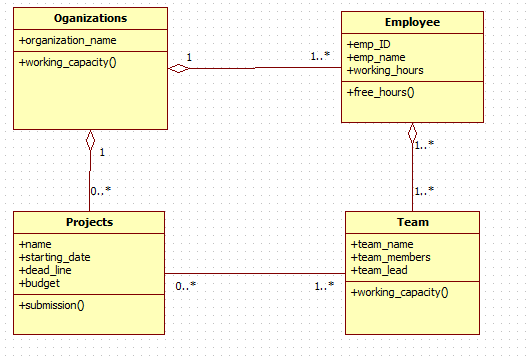 Oganizations
+organization_name
+working_capacity()
1
1..*
Employee
+emp_ID
+emp_name
+working_hours
+free_hours()
1
0..*
1..*
1..*
Projects
+name
+starting_date
+dead_line
+budget
+submission()
0..*
1..*
Team
+team_name
+team_members
+team_lead
+working_capacity()